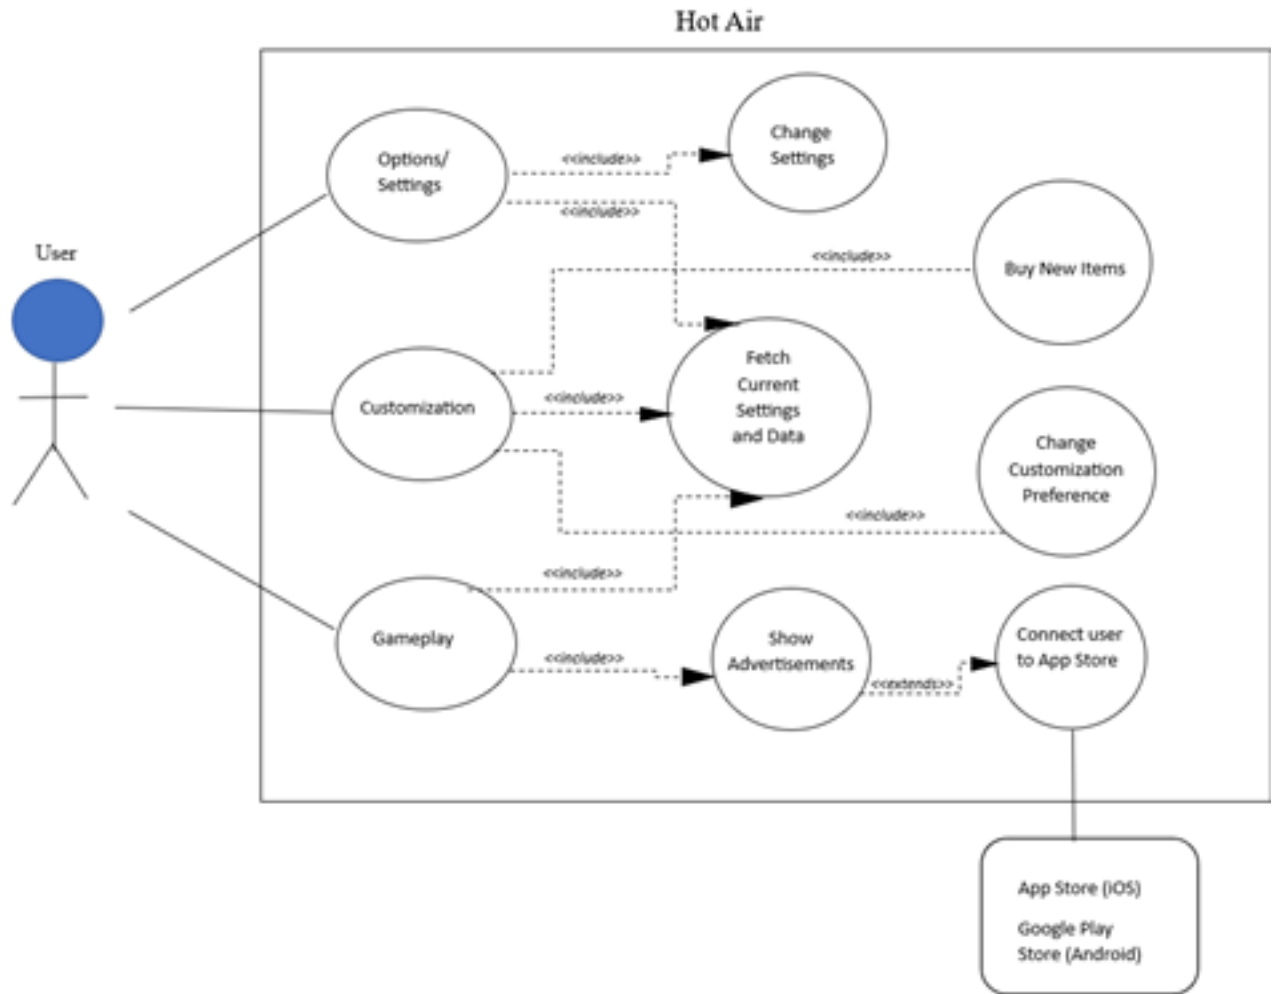 Hot Air
Options/
Settings
<<include>>
<<include>>
Change
Settings
User
<<include>>
Buy New Items
Customization
<<include>>
Fetch
Current
Settings
and Data
Change
Customization
Preference
<<include>>
<<include>>
Gameplay
<<include>>
Show
Advertisements
<<extends>>
Connect user
to App Store
App Store (iOS)
Google Play
Store (Android)